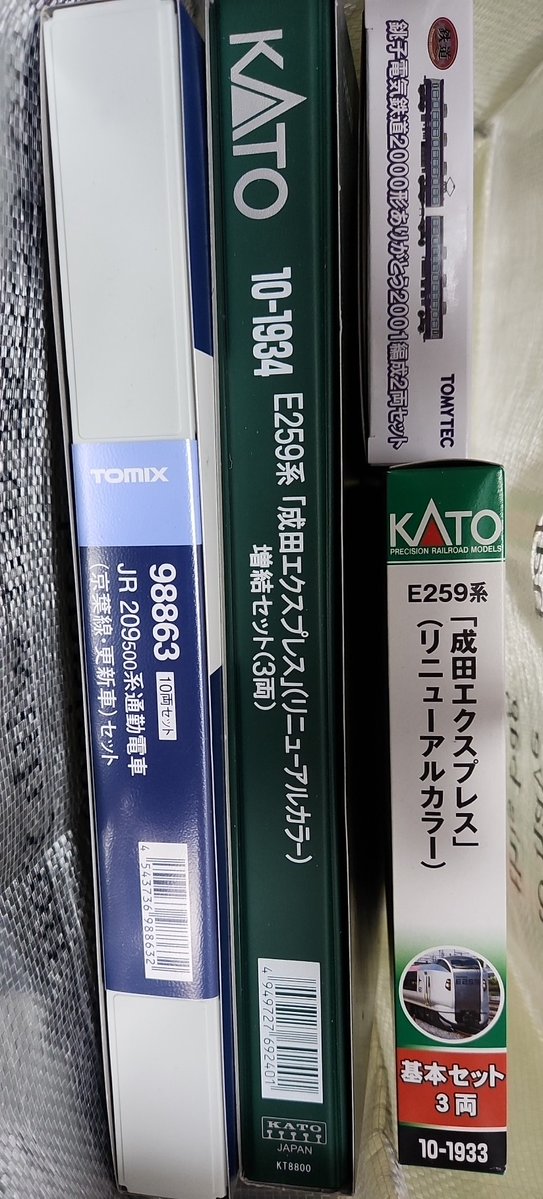 TOMIX
98863
10両セット
JR 209500系通勤電車
(京葉線・更新車)セット
4543736988632
KATO
10-1934
E259系「成田エクスプレス」(リニューアルカラー)
増結セット(3両)
4949727692401
KATO
JAPAN
KT8800
鉄道
銚子電気鉄道2000形ありがとう2001編成2両セット
TOMYTEC
KATO
PRECISION RAILROAD MODELS
E259系
「成田エクスプレス」
(リニューアルカラー)
基本セット
3両
10-1933